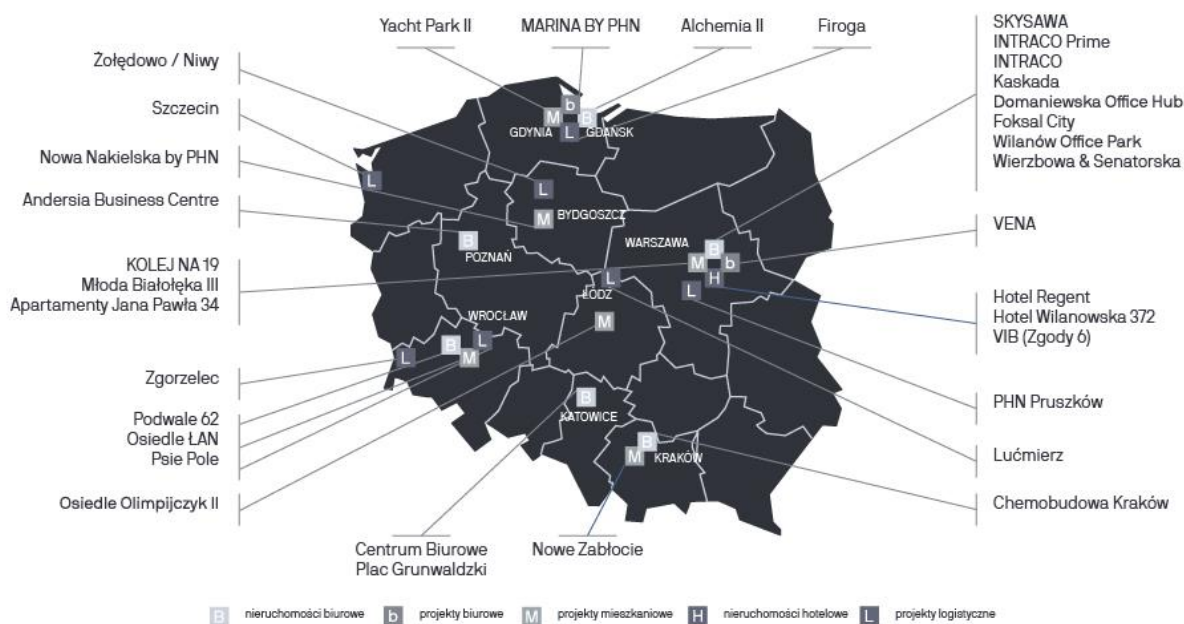 Yacht Park II
MARINA BY PHN
Alchemia II
Firoga
SKYSAWA
INTRACO Prime
INTRACO
Kaskada
Domaniewska Office Hub
Foksal City
Wilanów Office Park
Wierzbowa & Senatorska
Żołędowo / Niwy
Szczecin
Nowa Nakielska by PHN
Andersia Business Centre
KOLEJ NA 19
Młoda Białołęka III
Apartamenty Jana Pawła 34
Zgorzelec
Podwale 62
Osiedle ŁAN
Psie Pole
Osiedle Olimpijczyk II
b
M
B
GDYNIA
L
GDAŃSK
L
L
M
BYDGOSZCZ
B
POZNAŃ
WARSZAWA
B
M
b
H
L
L
ŁÓDŹ
M
WROCŁAW
L
B
L
M
B
KATOWICE
B
M
KRAKÓW
VENA
Hotel Regent
Hotel Wilanowska 372
VIB (Zgody 6)
PHN Pruszków
Lućmierz
Chemobudowa Kraków
Centrum Biurowe
Plac Grunwaldzki
Nowe Zabłocie
B nieruchomości biurowe b projekty biurowe M projekty mieszkaniowe H nieruchomości hotelowe L projekty logistyczne